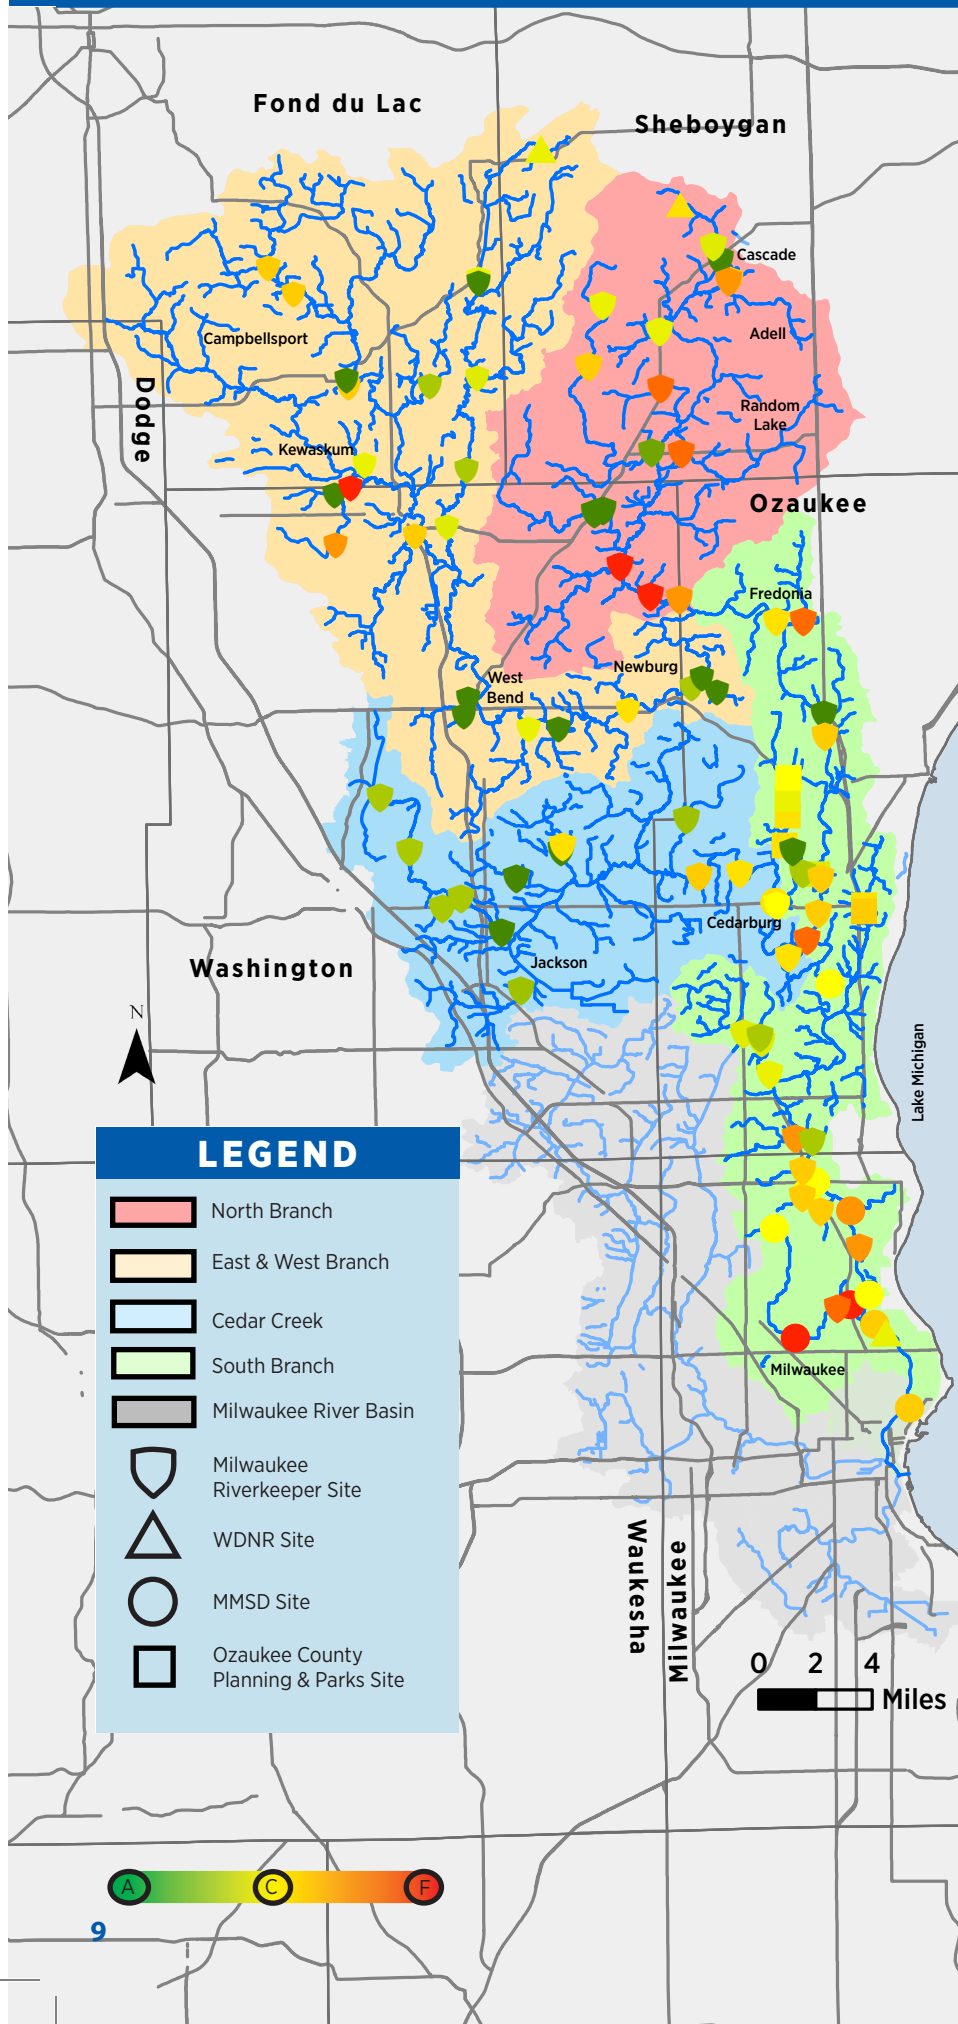 Fond du Lac
Sheboygan
Cascade
Adell
Campbellsport
Dodge
Random
Lake
Kewaskum
Ozaukee
Fredonia
Newburg
West
Bend
Cedarburg
Jackson
Washington
N
Lake Michigan
LEGEND
North Branch
East & West Branch
Cedar Creek
South Branch
Milwaukee River Basin
Milwaukee
Riverkeeper Site
WDNR Site
MMSD Site
Ozaukee County
Planning & Parks Site
Milwaukee
Waukesha
Milwaukee
0 2 4
Miles
A C F
9